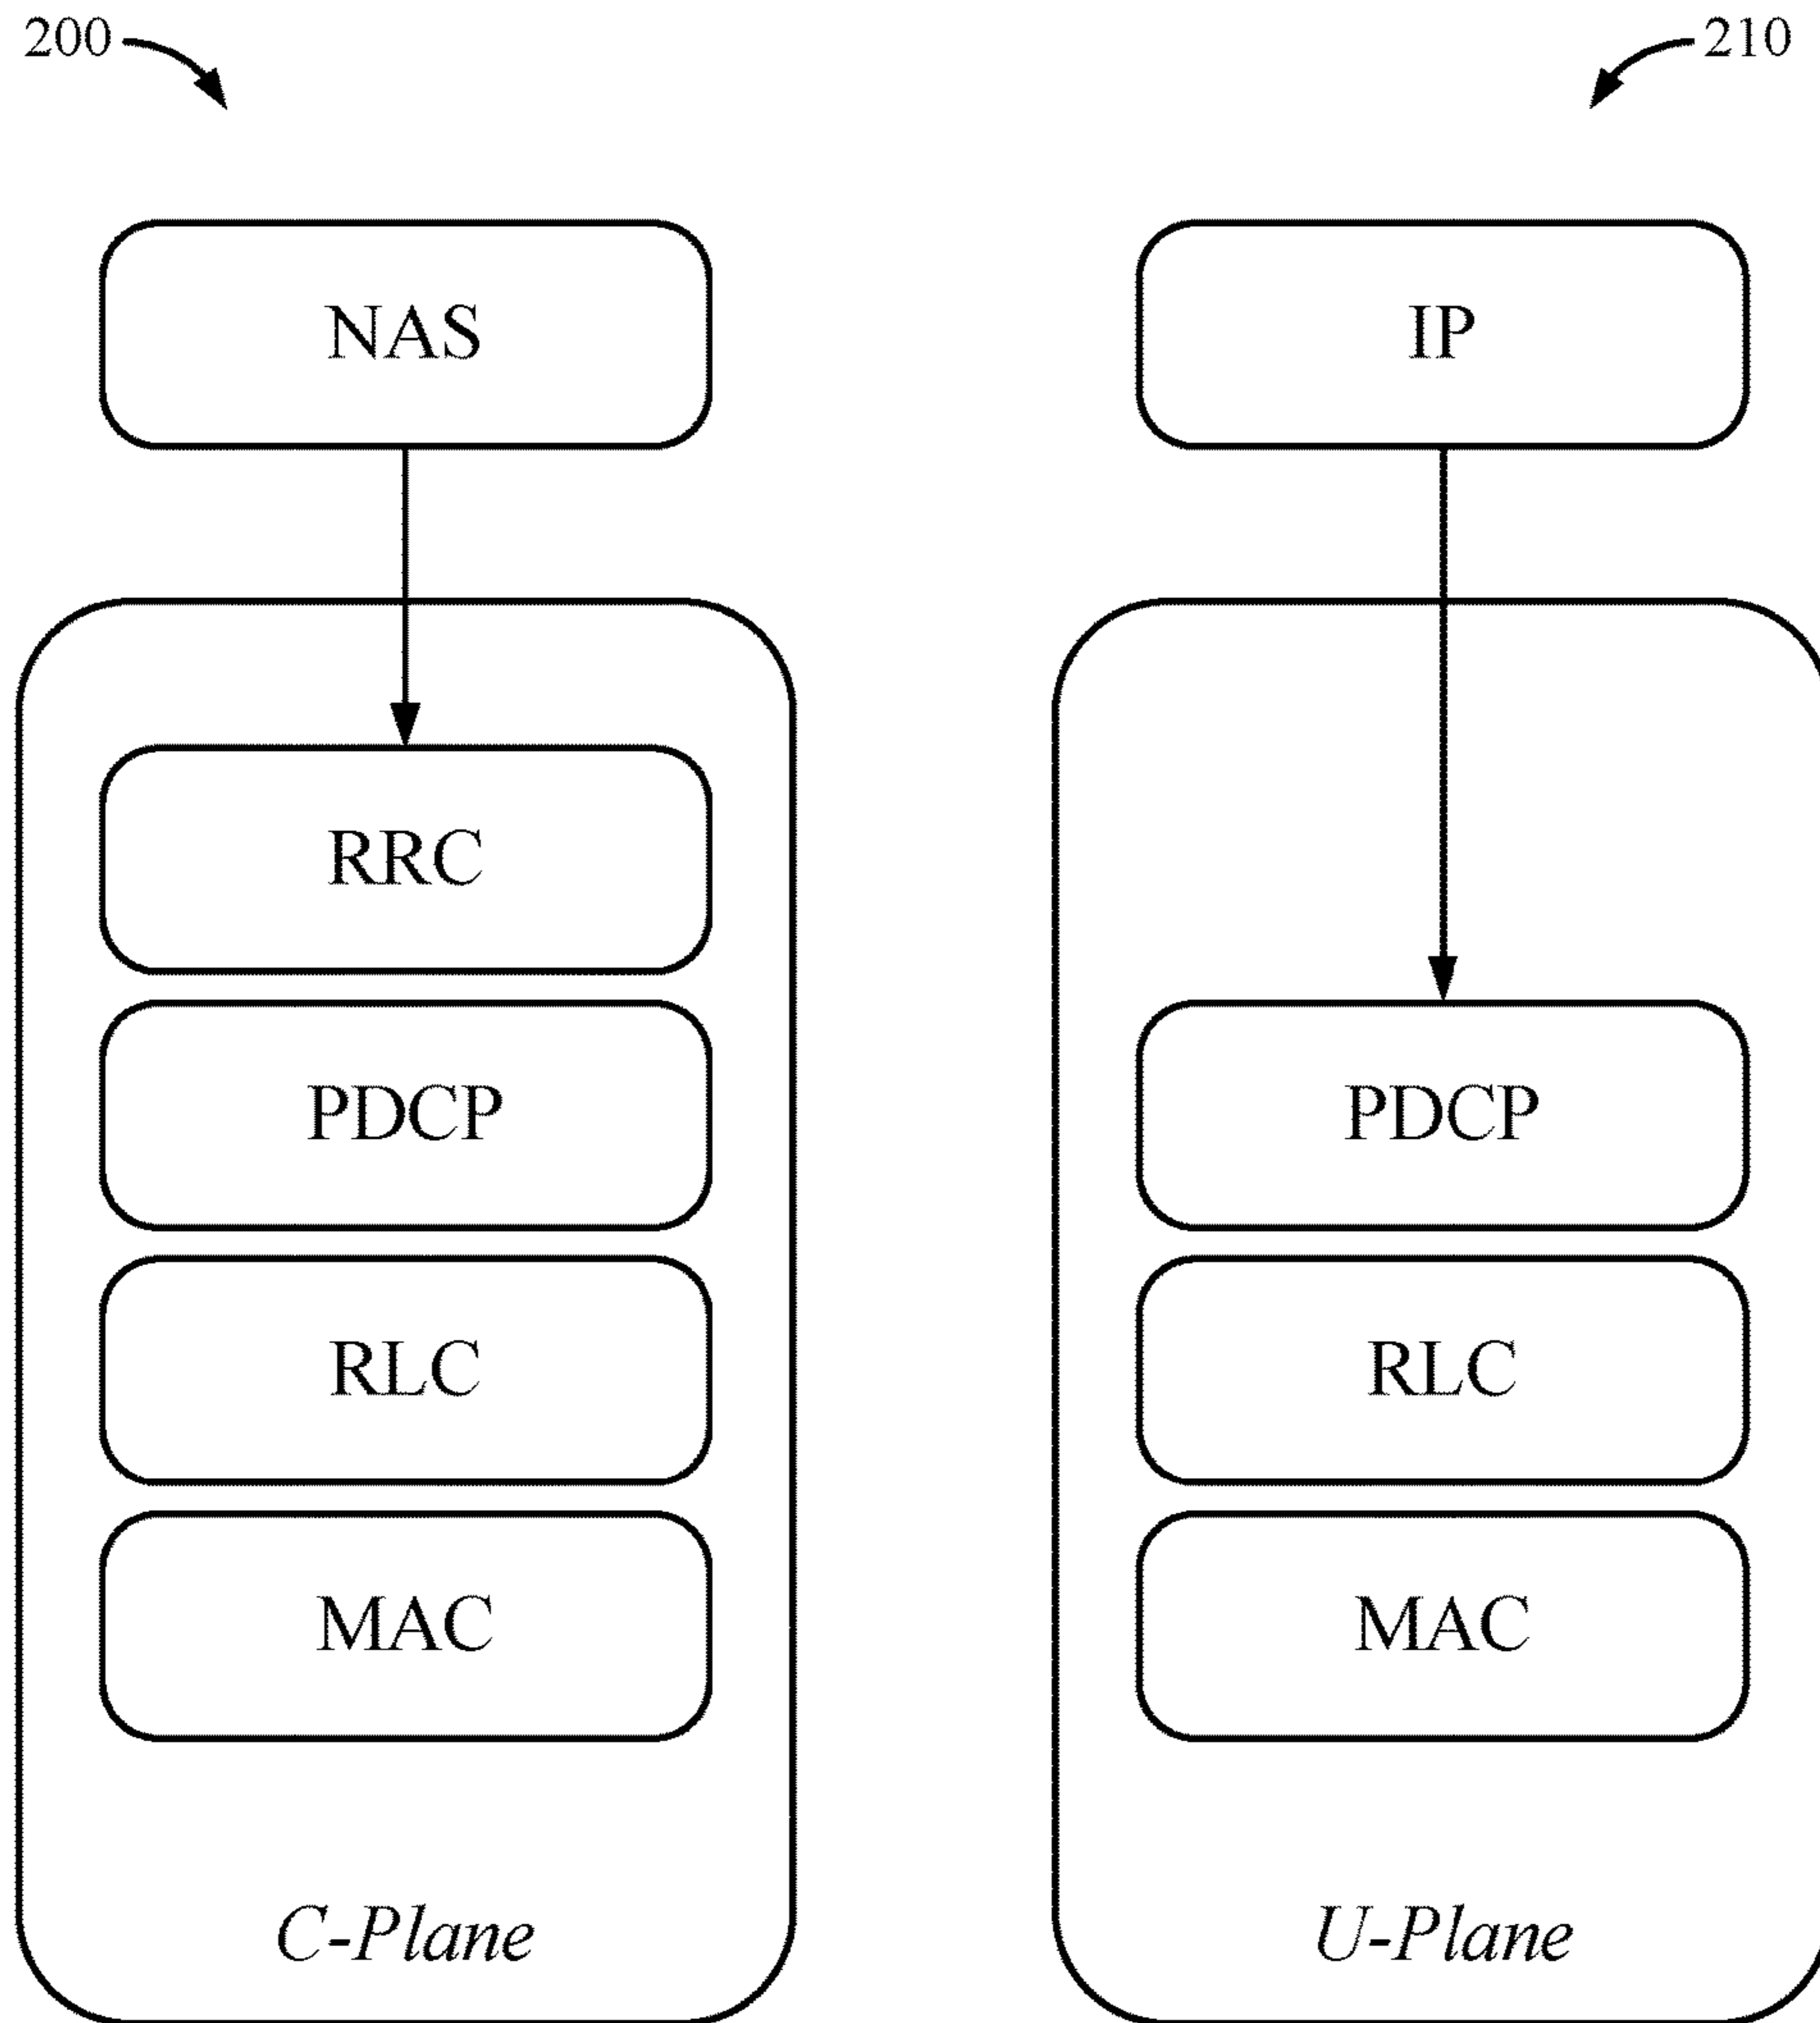 200
210
NAS
RRC
PDCP
RLC
MAC
C-Plane
IP
PDCP
RLC
MAC
U-Plane